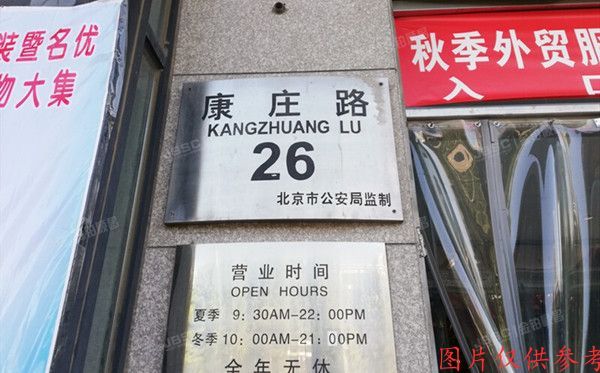 装暨名优
物大集
秋季外贸服
入口
康庄路
KANGZHUANG LU
26
北京市公安局监制
营业时间
OPEN HOURS
夏季 9:30AM-22:00PM
冬季 10:00AM-21:00PM
全年无休
图片仅供参考